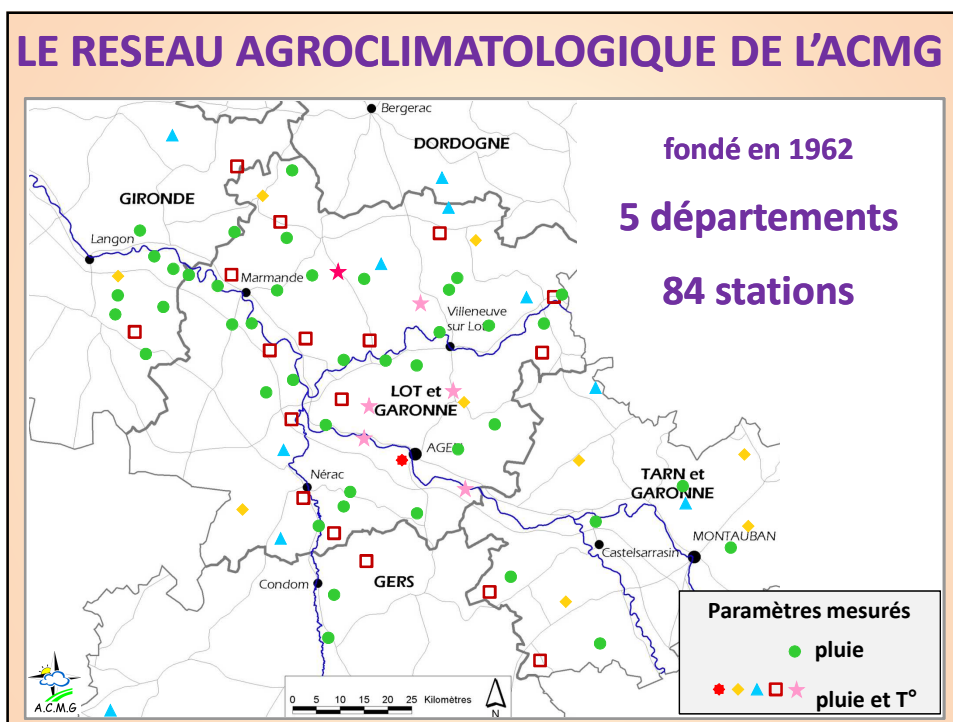 LE RESEAU AGROCLIMATOLOGIQUE DE L'ACMG
fondé en 1962
5 départements
84 stations
Bergerac
DORDOGNE
GIRONDE
Langon
Marmande
Villeneuve
sur Lot
LOT et
GARONNE
AGEN
Nérac
TARN et
GARONNE
MONTAUBAN
Castelsarrasin
Condom
GERS
Paramètres mesurés
pluie
pluie et T°
0 5 10 15 20 25 Kilomètres
N
A.C.M.G